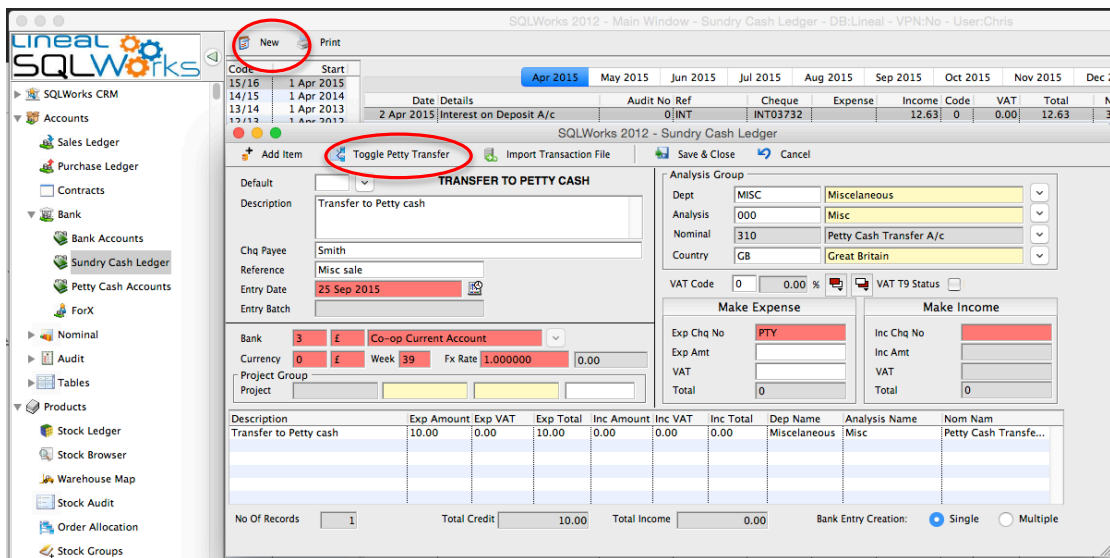 SQLWorks 2012 - Main Window - Sundry Cash Ledger - DB:Lineal - VPN:No - User:Chris
LINEAL
SQLWorks
New Print
Code Start
15/16 1 Apr 2015
14/15 1 Apr 2014
13/14 1 Apr 2013
12/13 1 Apr 2012
Apr 2015 May 2015 Jun 2015 Jul 2015 Aug 2015 Sep 2015 Oct 2015 Nov 2015 Dec
Date Details Audit No Ref Cheque Expense Income Code VAT Total N
2 Apr 2015 Interest on Deposit A/c 0 INT INT03732 12.63 0 0.00 12.63 3
SQLWorks CRM
Accounts
Sales Ledger
Purchase Ledger
Contracts
Bank
Bank Accounts
Sundry Cash Ledger
Petty Cash Accounts
ForX
Nominal
Audit
Tables
Products
Stock Ledger
Stock Browser
Warehouse Map
Stock Audit
Order Allocation
Stock Groups
SQLWorks 2012 - Sundry Cash Ledger
Add Item Toggle Petty Transfer Import Transaction File Save & Close Cancel
Default TRANSFER TO PETTY CASH
Description Transfer to Petty cash
Chq Payee Smith
Reference Misc sale
Entry Date 25 Sep 2015
Entry Batch
Bank 3 £ Co-op Current Account
Currency 0 £ Week 39 Fx Rate 1.000000 0.00
Project Group
Project
Analysis Group
Dept MISC Miscelaneous
Analysis 000 Misc
Nominal 310 Petty Cash Transfer A/c
Country GB Great Britain
VAT Code 0 0.00 % VAT T9 Status
Make Expense Make Income
Exp Chq No PTY Inc Chq No
Exp Amt Inc Amt
VAT VAT
Total 0 Total 0
Description Exp Amount Exp VAT Exp Total Inc Amount Inc VAT Inc Total Dep Name Analysis Name Nom Nam
Transfer to Petty cash 10.00 0.00 10.00 0.00 0.00 0.00 Miscelaneous Misc Petty Cash Transfe...
No Of Records 1 Total Credit 10.00 Total Income 0.00 Bank Entry Creation: Single Multiple